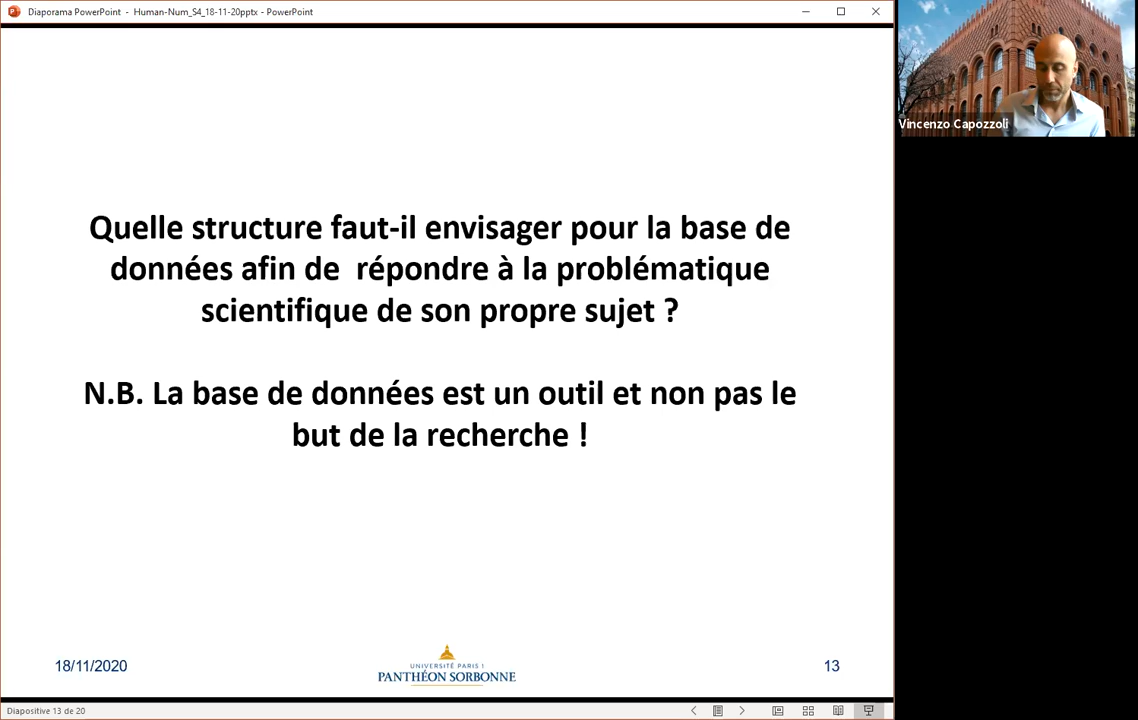 Diaporama PowerPoint - Human-Num_S4_18-11-20pptx - PowerPoint
Vincenzo Capozzoli
Quelle structure faut-il envisager pour la base de
données afin de répondre à la problématique
scientifique de son propre sujet ?
N.B. La base de données est un outil et non pas le
but de la recherche !
18/11/2020
UNIVERSITÉ PARIS 1
PANTHÉON SORBONNE
13
Diapositive 13 de 20